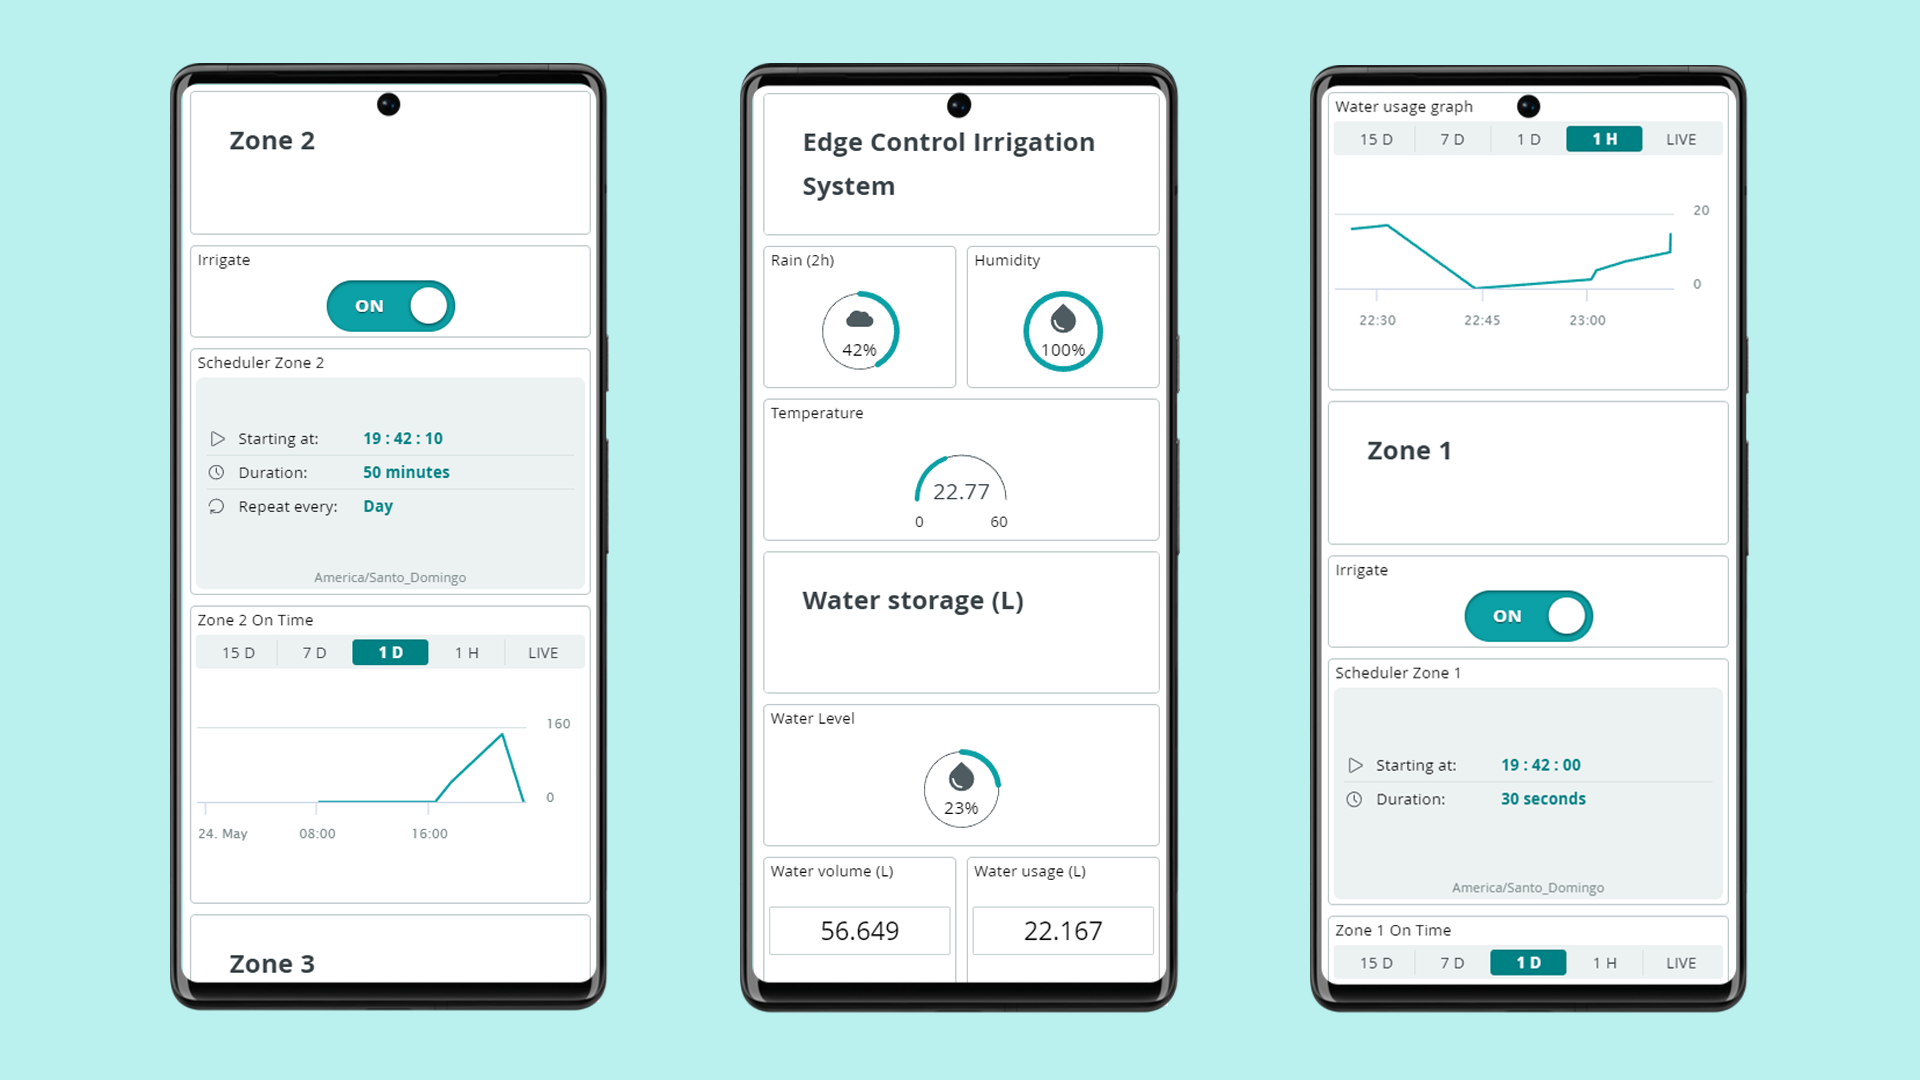 Zone 2
Irrigate
ON
Scheduler Zone 2
Starting at: 19 : 42 : 10
Duration: 50 minutes
Repeat every: Day
America/Santo_Domingo
Zone 2 On Time
15 D 7 D 1 D 1 H LIVE
160
0
24. May 08:00 16:00
Zone 3
Edge Control Irrigation
System
Rain (2h) Humidity
42% 100%
Temperature
22.77
0 60
Water storage (L)
Water Level
23%
Water volume (L) Water usage (L)
56.649 22.167
Water usage graph
15 D 7 D 1 D 1 H LIVE
20
0
22:30 22:45 23:00
Zone 1
Irrigate
ON
Scheduler Zone 1
Starting at: 19 : 42 : 00
Duration: 30 seconds
America/Santo_Domingo
Zone 1 On Time
15 D 7 D 1 D 1 H LIVE